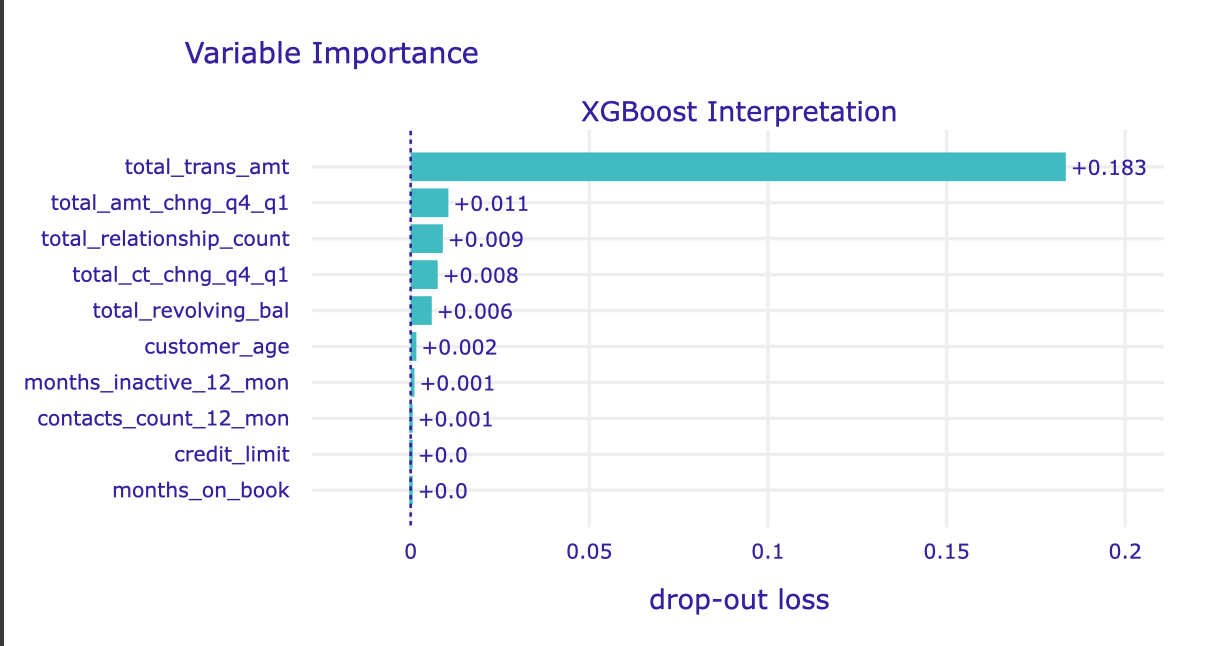 Variable Importance
XGBoost Interpretation
total_trans_amt +0.183
total_amt_chng_q4_q1 +0.011
total_relationship_count +0.009
total_ct_chng_q4_q1 +0.008
total_revolving_bal +0.006
customer_age +0.002
months_inactive_12_mon +0.001
contacts_count_12_mon +0.001
credit_limit +0.0
months_on_book +0.0
0 0.05 0.1 0.15 0.2
drop-out loss